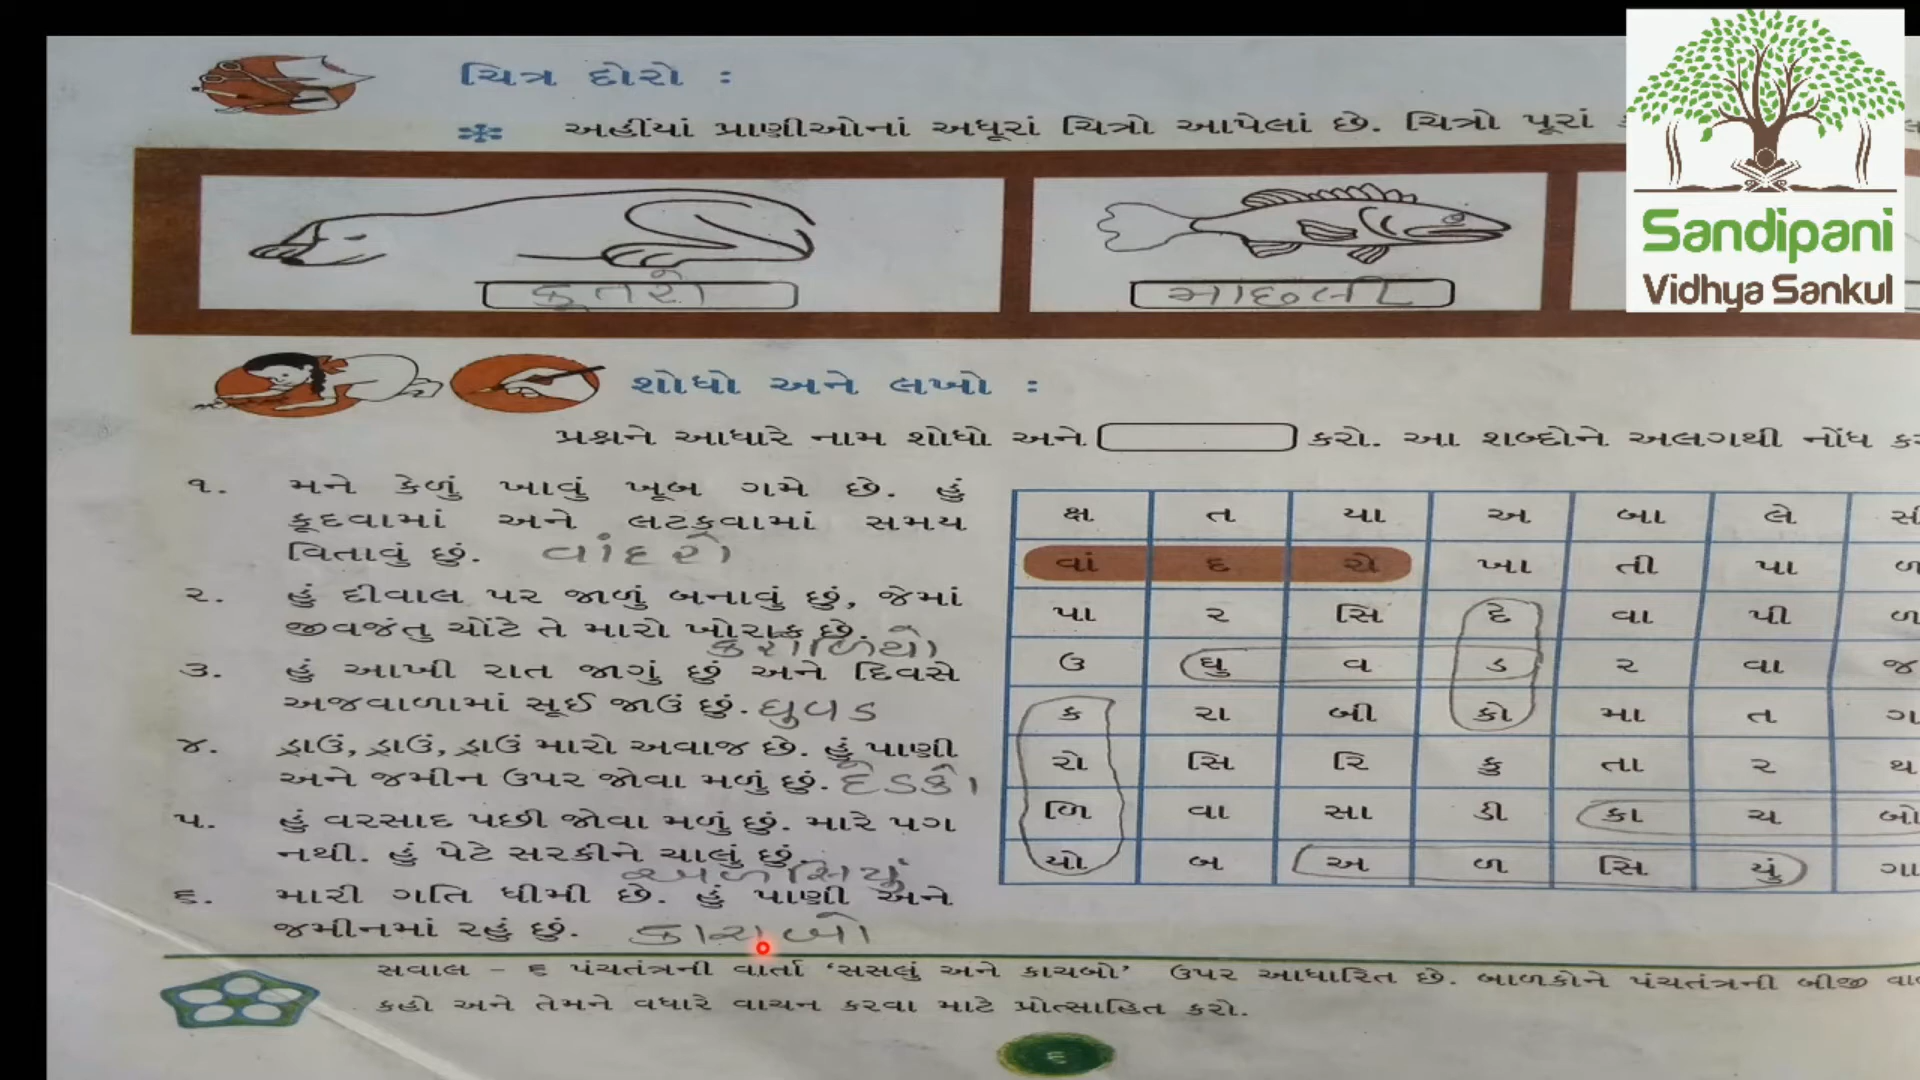 ચિત્ર દોરો :
અહીંયાં પ્રાણીઓનાં અધૂરાં ચિત્રો આપેલાં છે. ચિત્રો પૂરાં
Sandipani
Vidhya Sankul
કૂતરો
માછલી
શોધો અને લખો :
પ્રશ્નને આધારે નામ શોધો અને કરો. આ શબ્દોને અલગથી નોંધ
૧. મને કેળું ખાવું ખૂબ ગમે છે. હું
કૂદવામાં અને લટકવામાં સમય
વિતાવું છું. વાંદરો
૨. હું દીવાલ પર જાળું બનાવું છું, જેમાં
જીવજંતુ ચોંટે તે મારો ખોરાક છે.
કરોળિયો
૩. હું આખી રાત જાગું છું અને દિવસે
અજવાળામાં સૂઈ જાઉં છું. ઘુવડ
૪. ડ્રાઉં, ડ્રાઉં, ડ્રાઉં મારો અવાજ છે. હું પાણી
અને જમીન ઉપર જોવા મળું છું. દેડકો
૫. હું વરસાદ પછી જોવા મળું છું. મારે પગ
નથી. હું પેટે સરકીને ચાલું છું.
અળસિયું
૬. મારી ગતિ ધીમી છે. હું પાણી અને
જમીનમાં રહું છું. કાચબો
ક્ષ ત યા અ બા લે સી
વાં દ રો ખા તી પા ળ
પા ર સિ દે વા પી ળ
ઉ ઘુ વ ડ ર વા જ
ક રા બી કો મા ત ગ
રો સિ રિ કુ તા ર થ
ળિ વા સા ડી કા ચ બો
યો બ અ ળ સિ યું ગા
સવાલ - ૬ પંચતંત્રની વાર્તા ‘સસલું અને કાચબો’ ઉપર આધારિત છે. બાળકોને પંચતંત્રની બીજી
કહો અને તેમને વધારે વાચન કરવા માટે પ્રોત્સાહિત કરો.
૬